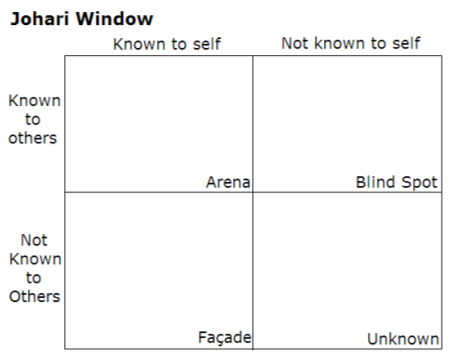 Johari Window
Known to self
Not known to self
Known
to
others
Arena
Blind Spot
Not
Known
to
Others
Façade
Unknown